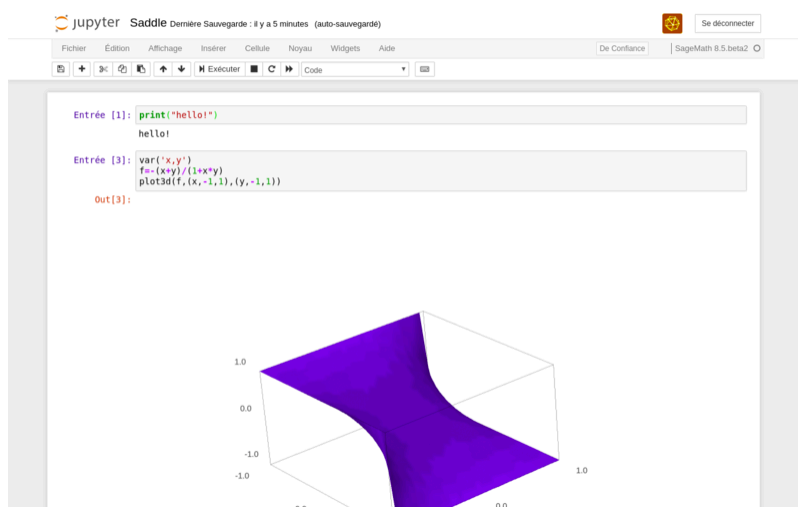 jupyter Saddle Dernière Sauvegarde : il y a 5 minutes (auto-sauvegardé) Se déconnecter
Fichier Édition Affichage Insérer Cellule Noyau Widgets Aide De Confiance SageMath 8.5.beta2
Exécuter Code
Entrée [1]: print("hello!")
hello!
Entrée [3]: var('x,y')
f=-(x+y)/(1+x*y)
plot3d(f,(x,-1,1),(y,-1,1))
Out[3]:
1.0
0.0
-1.0
-1.0
1.0
0.0